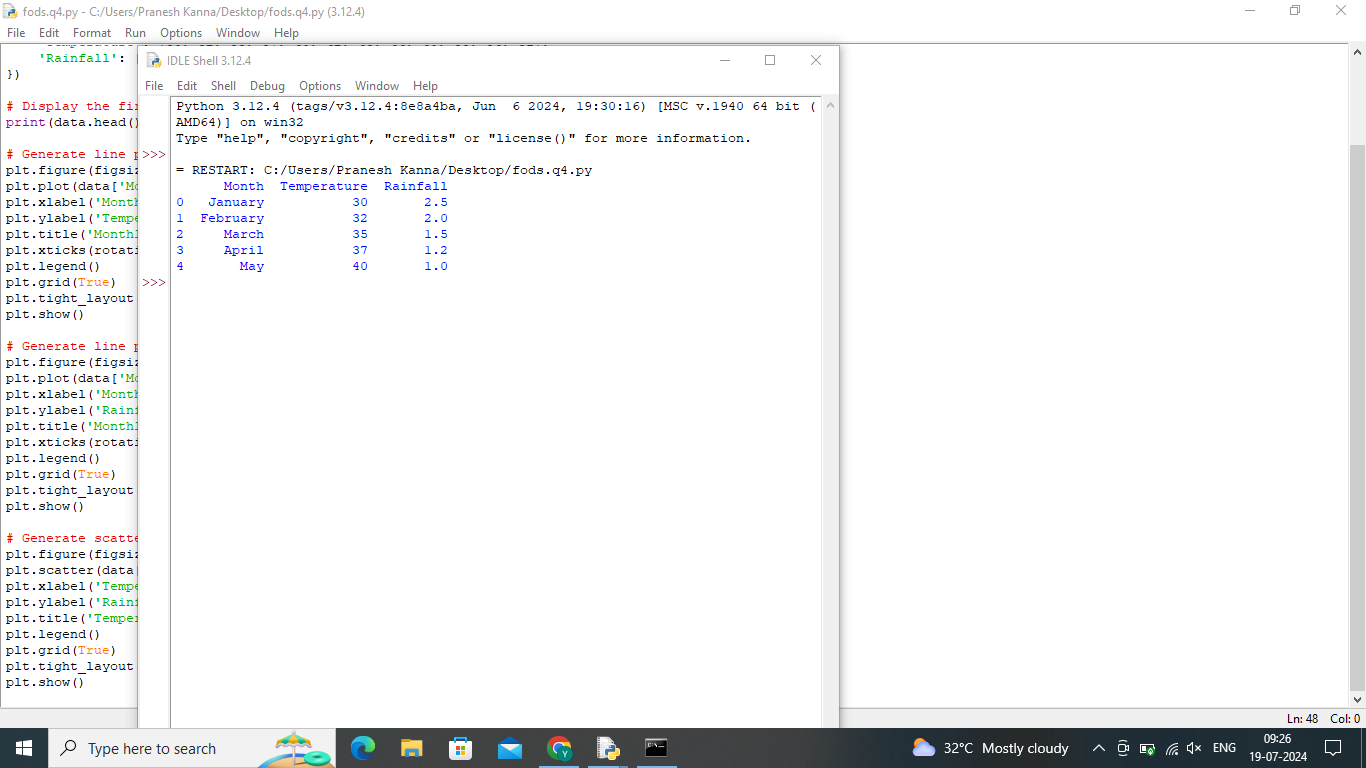 fods.q4.py - C:/Users/Pranesh Kanna/Desktop/fods.q4.py (3.12.4)
File Edit Format Run Options Window Help
'Rainfall': [
})
# Display the fir
print(data.head()
# Generate line p
plt.figure(figsiz
plt.plot(data['Mo
plt.xlabel('Month
plt.ylabel('Tempe
plt.title('Monthl
plt.xticks(rotati
plt.legend()
plt.grid(True)
plt.tight_layout
plt.show()
# Generate line p
plt.figure(figsiz
plt.plot(data['Mo
plt.xlabel('Month
plt.ylabel('Rainf
plt.title('Monthl
plt.xticks(rotati
plt.legend()
plt.grid(True)
plt.tight_layout
plt.show()
# Generate scatte
plt.figure(figsiz
plt.scatter(data[
plt.xlabel('Tempe
plt.ylabel('Rainf
plt.title('Temper
plt.legend()
plt.grid(True)
plt.tight_layout
plt.show()
IDLE Shell 3.12.4
File Edit Shell Debug Options Window Help
Python 3.12.4 (tags/v3.12.4:8e8a4ba, Jun  6 2024, 19:30:16) [MSC v.1940 64 bit (
AMD64)] on win32
Type "help", "copyright", "credits" or "license()" for more information.
>>>
= RESTART: C:/Users/Pranesh Kanna/Desktop/fods.q4.py
      Month  Temperature  Rainfall
0   January           30       2.5
1  February           32       2.0
2     March           35       1.5
3     April           37       1.2
4       May           40       1.0
>>>
Ln: 48 Col: 0
Type here to search
32°C Mostly cloudy
ENG
09:26
19-07-2024